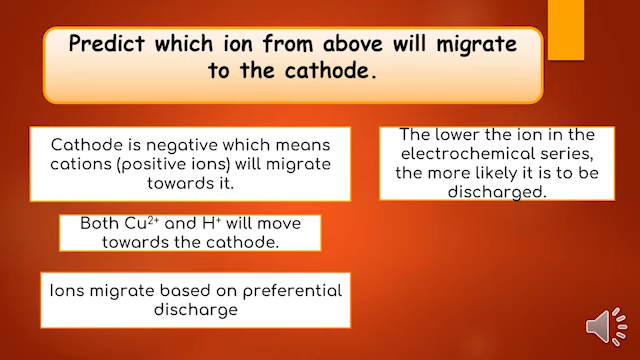 Predict which ion from above will migrate
to the cathode.
Cathode is negative which means
cations (positive ions) will migrate
towards it.
Both Cu²⁺ and H⁺ will move
towards the cathode.
Ions migrate based on preferential
discharge
The lower the ion in the
electrochemical series,
the more likely it is to be
discharged.